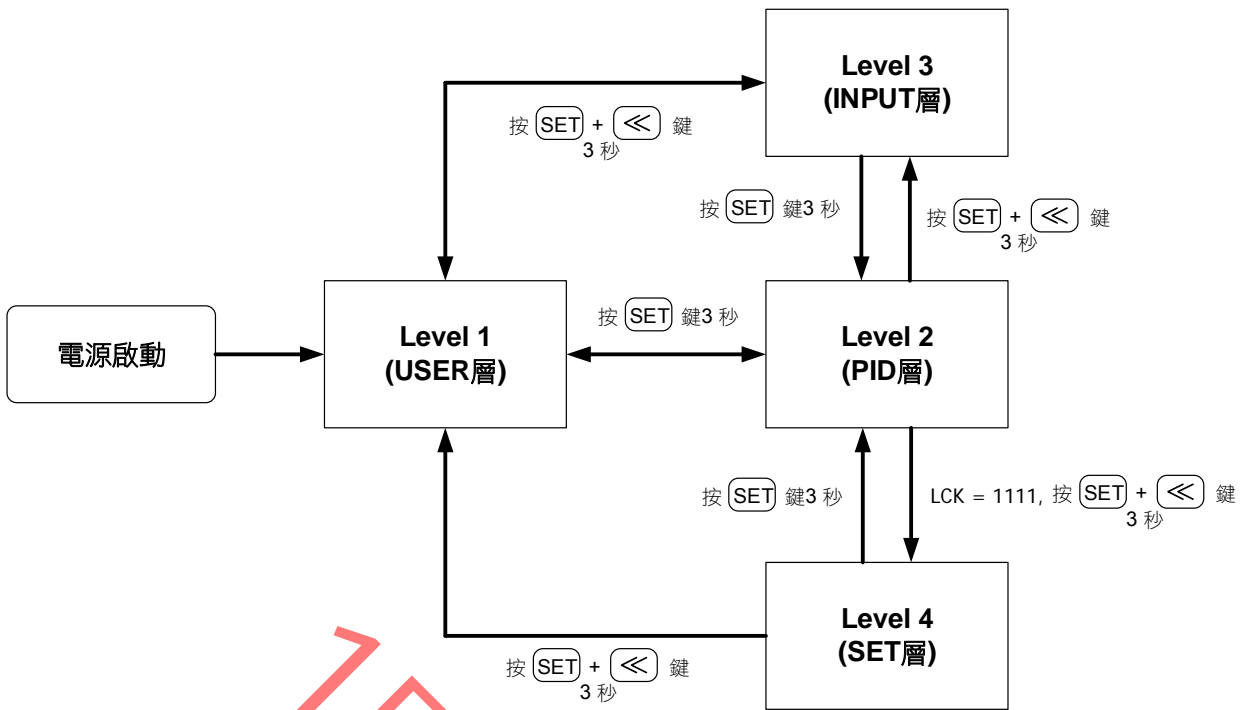 Level 3
(INPUT層)
按 SET + ≪ 鍵
3 秒
按 SET 鍵3 秒
按 SET + ≪ 鍵
3 秒
電源啟動
Level 1
(USER層)
按 SET 鍵3 秒
Level 2
(PID層)
按 SET 鍵3 秒
LCK = 1111, 按 SET + ≪ 鍵
3 秒
按 SET + ≪ 鍵
3 秒
Level 4
(SET層)